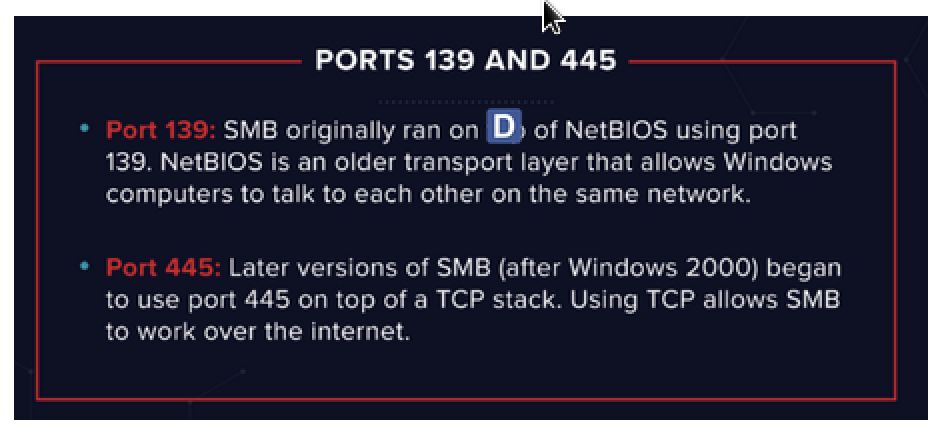 PORTS 139 AND 445
• Port 139: SMB originally ran on D of NetBIOS using port
139. NetBIOS is an older transport layer that allows Windows
computers to talk to each other on the same network.
• Port 445: Later versions of SMB (after Windows 2000) began
to use port 445 on top of a TCP stack. Using TCP allows SMB
to work over the internet.